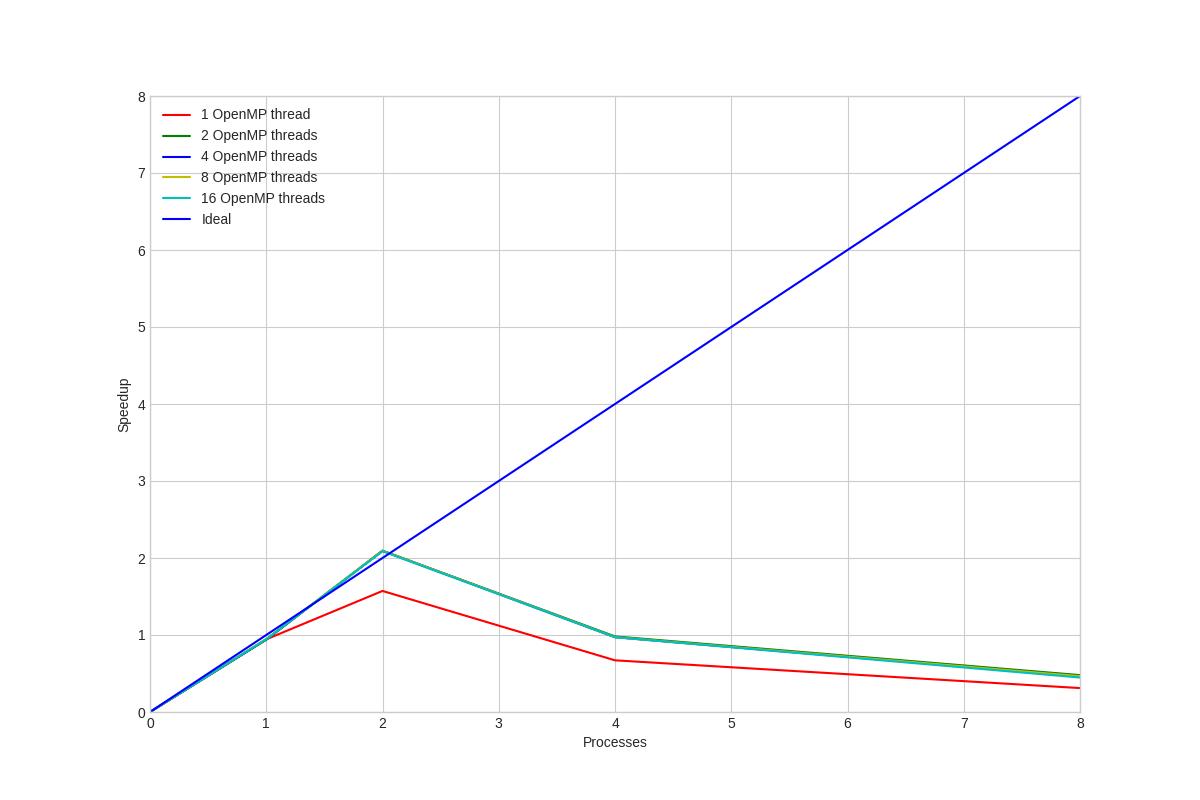 8
7
6
5
4
3
2
1
0
Speedup
1 OpenMP thread
2 OpenMP threads
4 OpenMP threads
8 OpenMP threads
16 OpenMP threads
Ideal
0 1 2 3 4 5 6 7 8
Processes